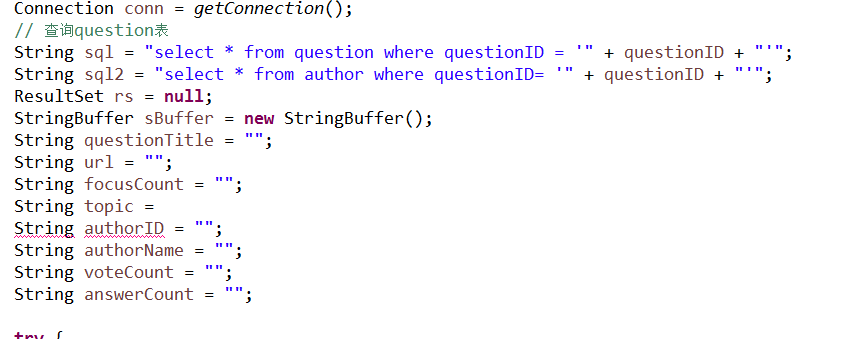 Connection conn = getConnection();
// 查询question表
String sql = "select * from question where questionID = '" + questionID + "'";
String sql2 = "select * from author where questionID= '" + questionID + "'";
ResultSet rs = null;
StringBuffer sBuffer = new StringBuffer();
String questionTitle = "";
String url = "";
String focusCount = "";
String topic =
String authorID = "";
String authorName = "";
String voteCount = "";
String answerCount = "";
try {